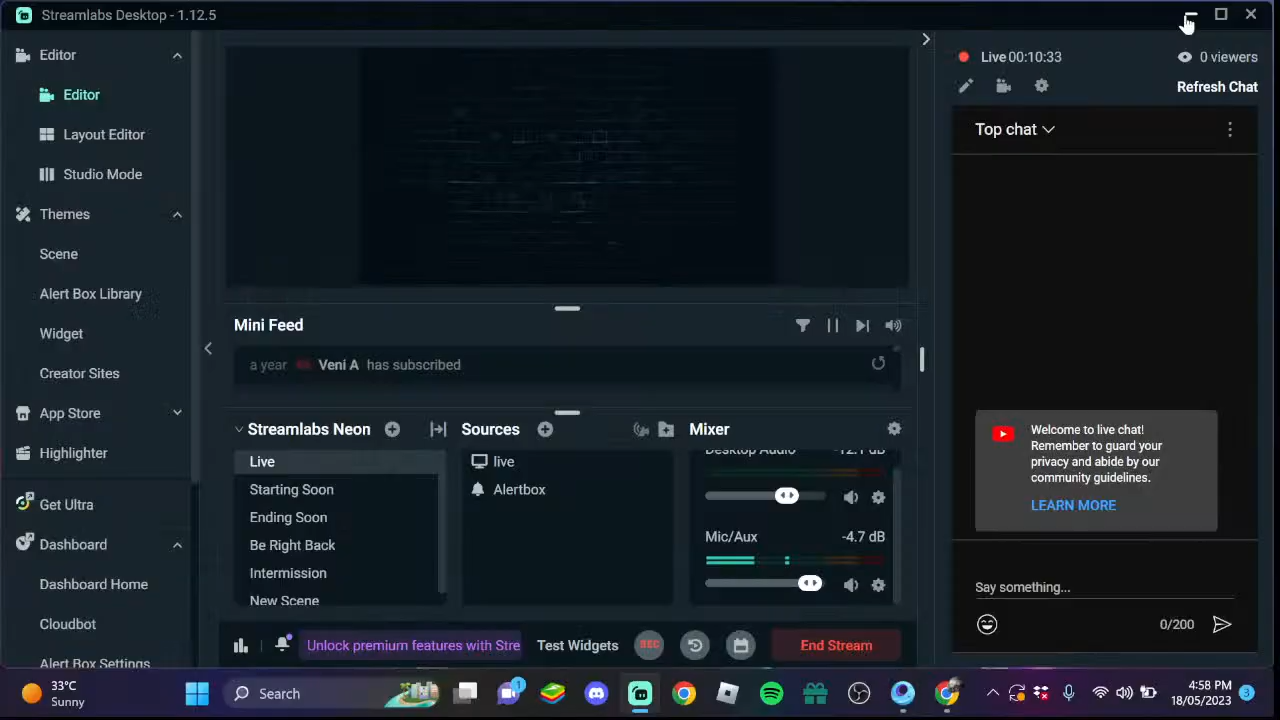 Streamlabs Desktop - 1.12.5
Editor
Editor
Layout Editor
Studio Mode
Themes
Scene
Alert Box Library
Widget
Creator Sites
App Store
Highlighter
Get Ultra
Dashboard
Dashboard Home
Cloudbot
Alert Box Settings
Mini Feed
a year Veni A has subscribed
Streamlabs Neon
Live
Starting Soon
Ending Soon
Be Right Back
Intermission
New Scene
Sources
live
Alertbox
Mixer
Desktop Audio -12.1 dB
Mic/Aux -4.7 dB
Unlock premium features with Stre
Test Widgets
REC
End Stream
Live 00:10:33
0 viewers
Refresh Chat
Top chat
Welcome to live chat!
Remember to guard your
privacy and abide by our
community guidelines.
LEARN MORE
Say something...
0/200
33°C
Sunny
Search
1
4:58 PM
18/05/2023
3